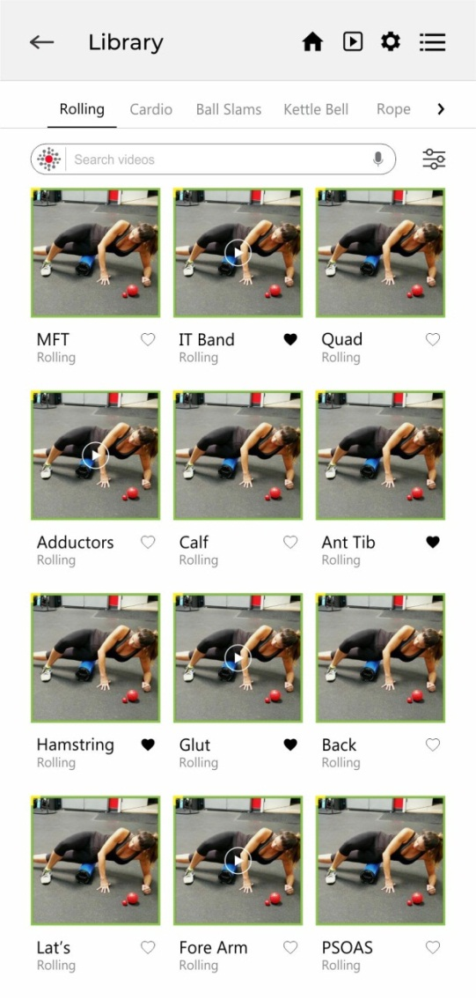 Library
Rolling Cardio Ball Slams Kettle Bell Rope
Search videos
MFT IT Band Quad
Rolling Rolling Rolling
Adductors Calf Ant Tib
Rolling Rolling Rolling
Hamstring Glut Back
Rolling Rolling Rolling
Lat's Fore Arm PSOAS
Rolling Rolling Rolling